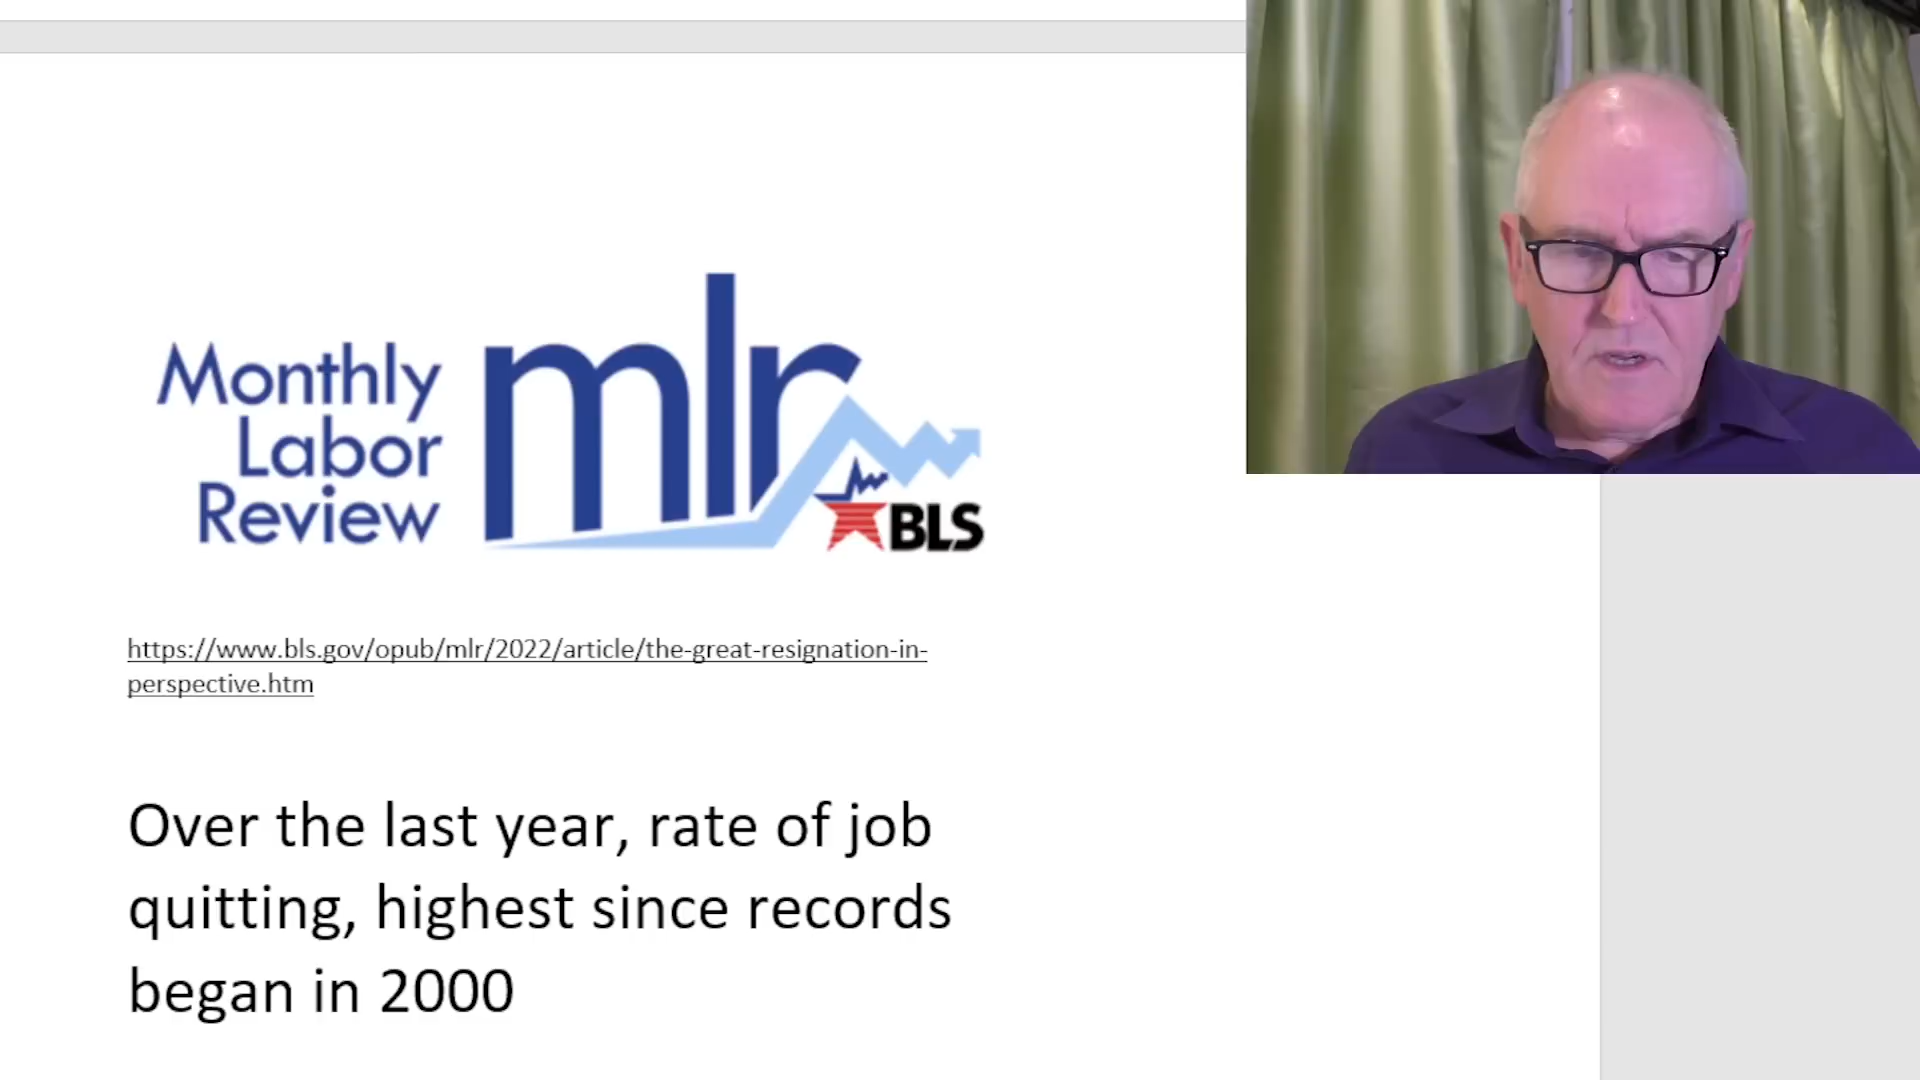 Monthly
Labor
Review
mlr
BLS
https://www.bls.gov/opub/mlr/2022/article/the-great-resignation-in-
perspective.htm
Over the last year, rate of job
quitting, highest since records
began in 2000